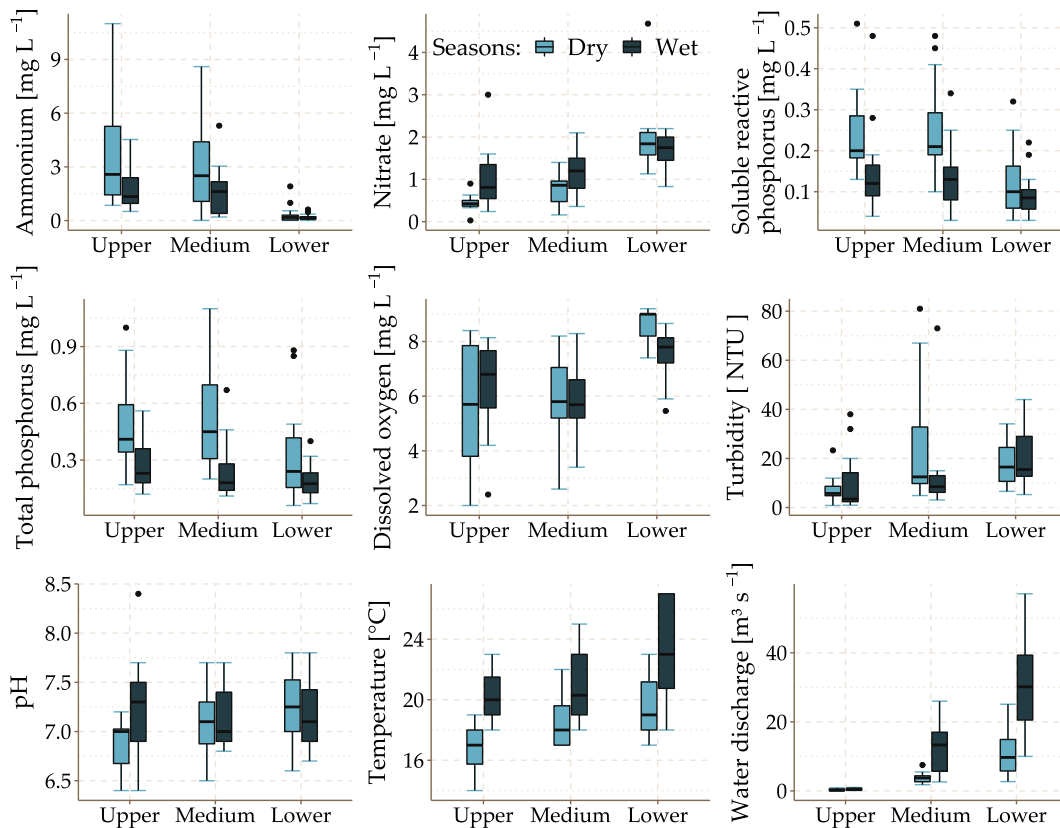 Ammonium [mg L⁻¹]
9
6
3
0
Upper Medium Lower
Nitrate [mg L⁻¹]
Seasons: Dry Wet
4
3
2
1
0
Upper Medium Lower
Soluble reactive
phosphorus [mg L⁻¹]
0.5
0.4
0.3
0.2
0.1
Upper Medium Lower
Total phosphorus [mg L⁻¹]
0.9
0.6
0.3
Upper Medium Lower
Dissolved oxygen [mg L⁻¹]
8
6
4
2
Upper Medium Lower
Turbidity [ NTU ]
80
60
40
20
0
Upper Medium Lower
pH
8.5
8.0
7.5
7.0
6.5
Upper Medium Lower
Temperature [°C]
24
20
16
Upper Medium Lower
Water discharge [m³ s⁻¹]
40
20
0
Upper Medium Lower